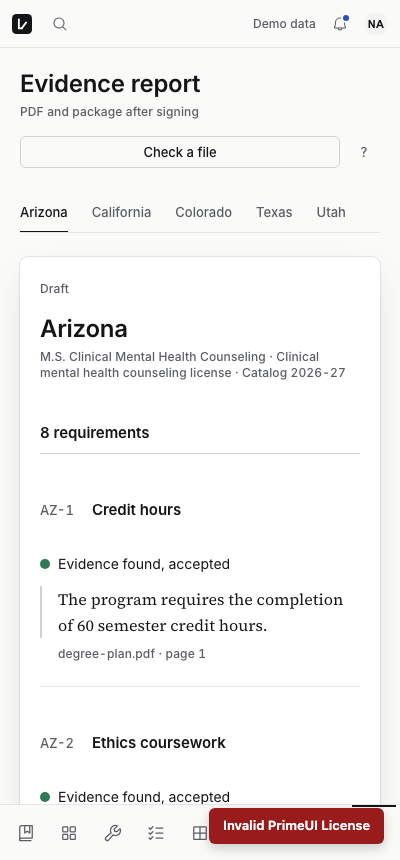 Demo data
NA
Evidence report
PDF and package after signing
Check a file
?
Arizona California Colorado Texas Utah
Draft
Arizona
M.S. Clinical Mental Health Counseling · Clinical
mental health counseling license · Catalog 2026-27
8 requirements
AZ-1 Credit hours
Evidence found, accepted
The program requires the completion
of 60 semester credit hours.
degree-plan.pdf · page 1
AZ-2 Ethics coursework
Evidence found, accepted
Invalid PrimeUI License